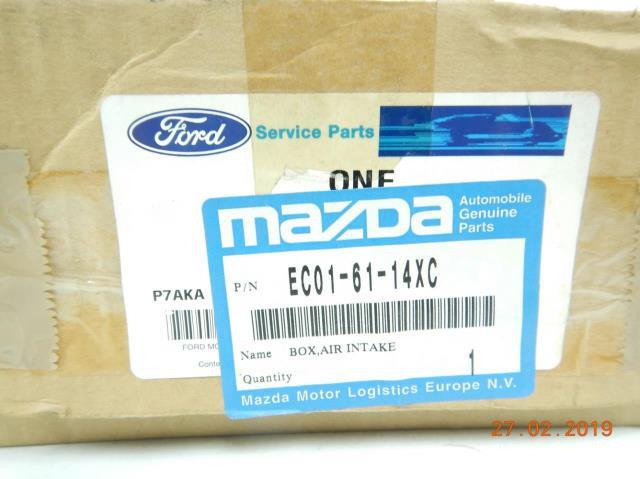 Ford Service Parts
ONE
mazda
Automobile
Genuine
Parts
P7AKA
P/N EC01-61-14XC
FORD MO
Name BOX,AIR INTAKE
Conte
Quantity 1
Mazda Motor Logistics Europe N.V.
27.02.2019